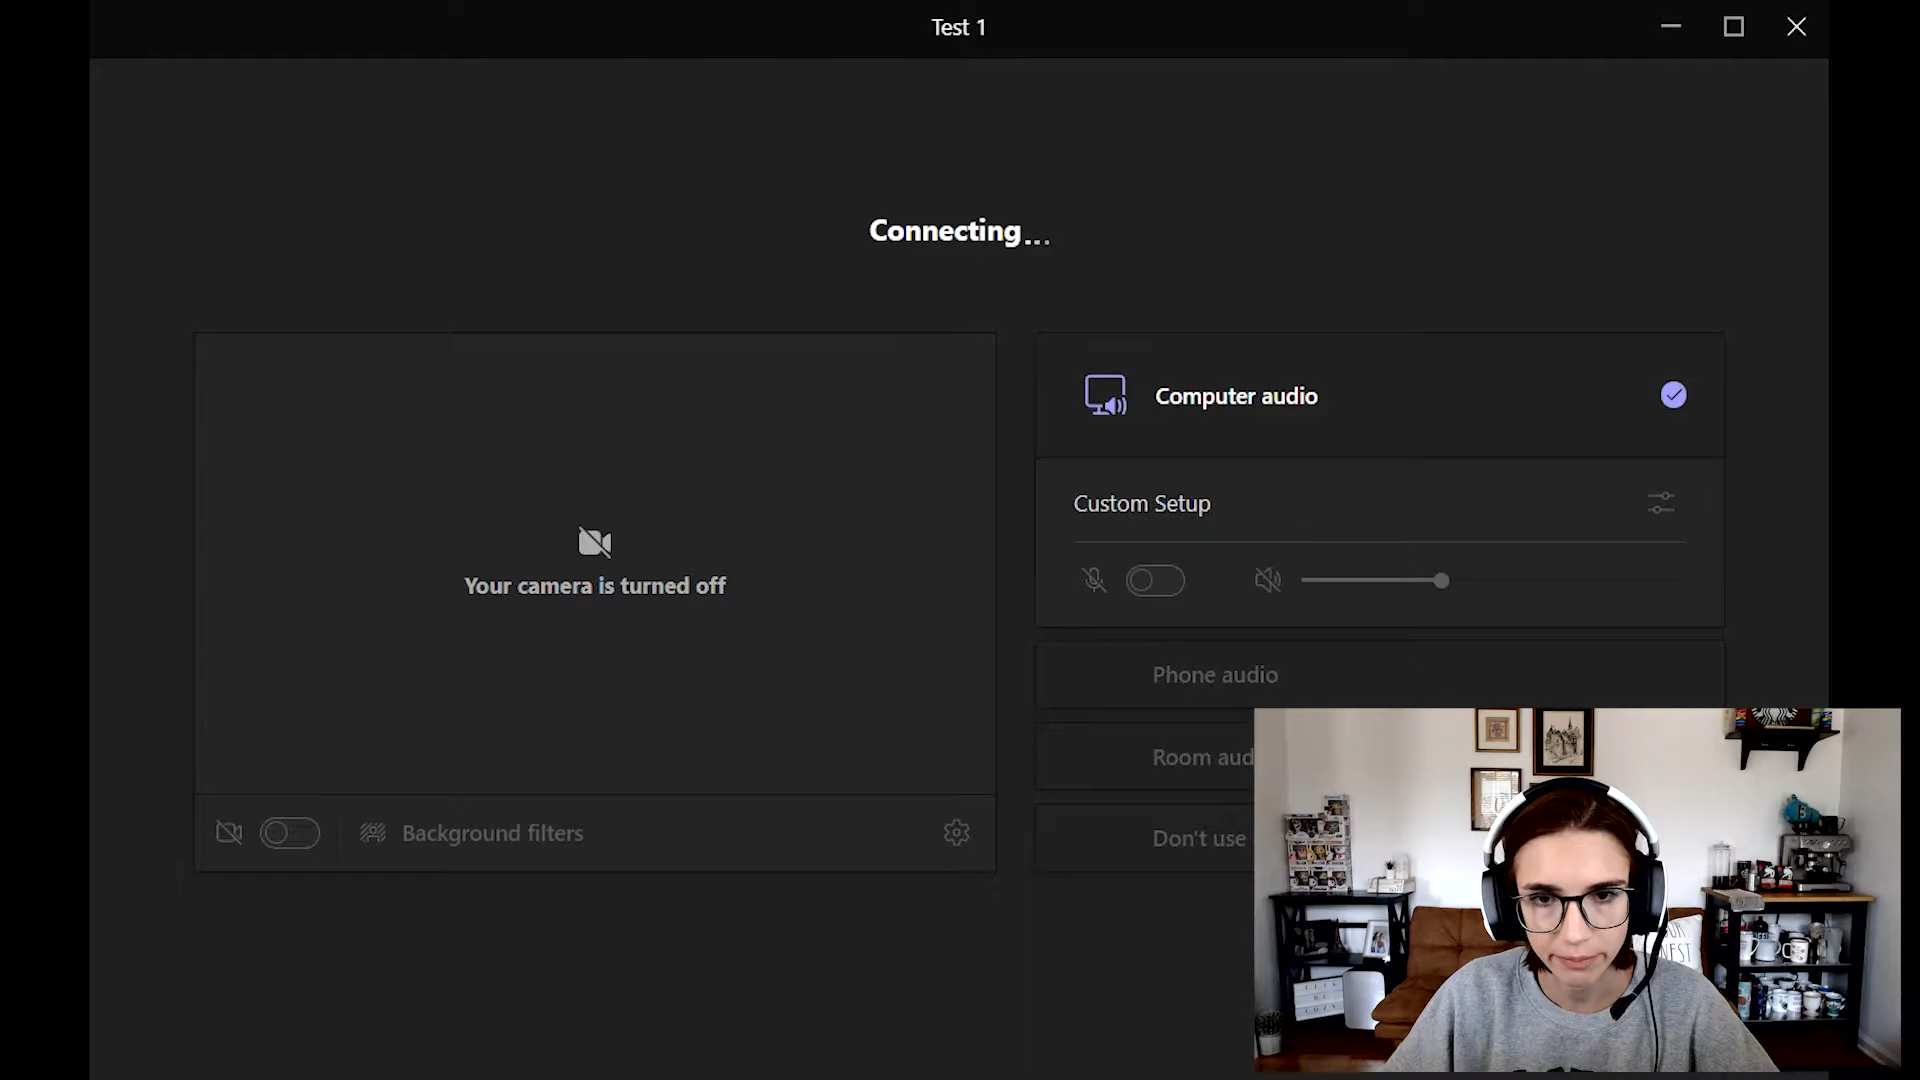 Test 1
Connecting...
Your camera is turned off
Background filters
Computer audio
Custom Setup
Phone audio
Room aud
Don't use